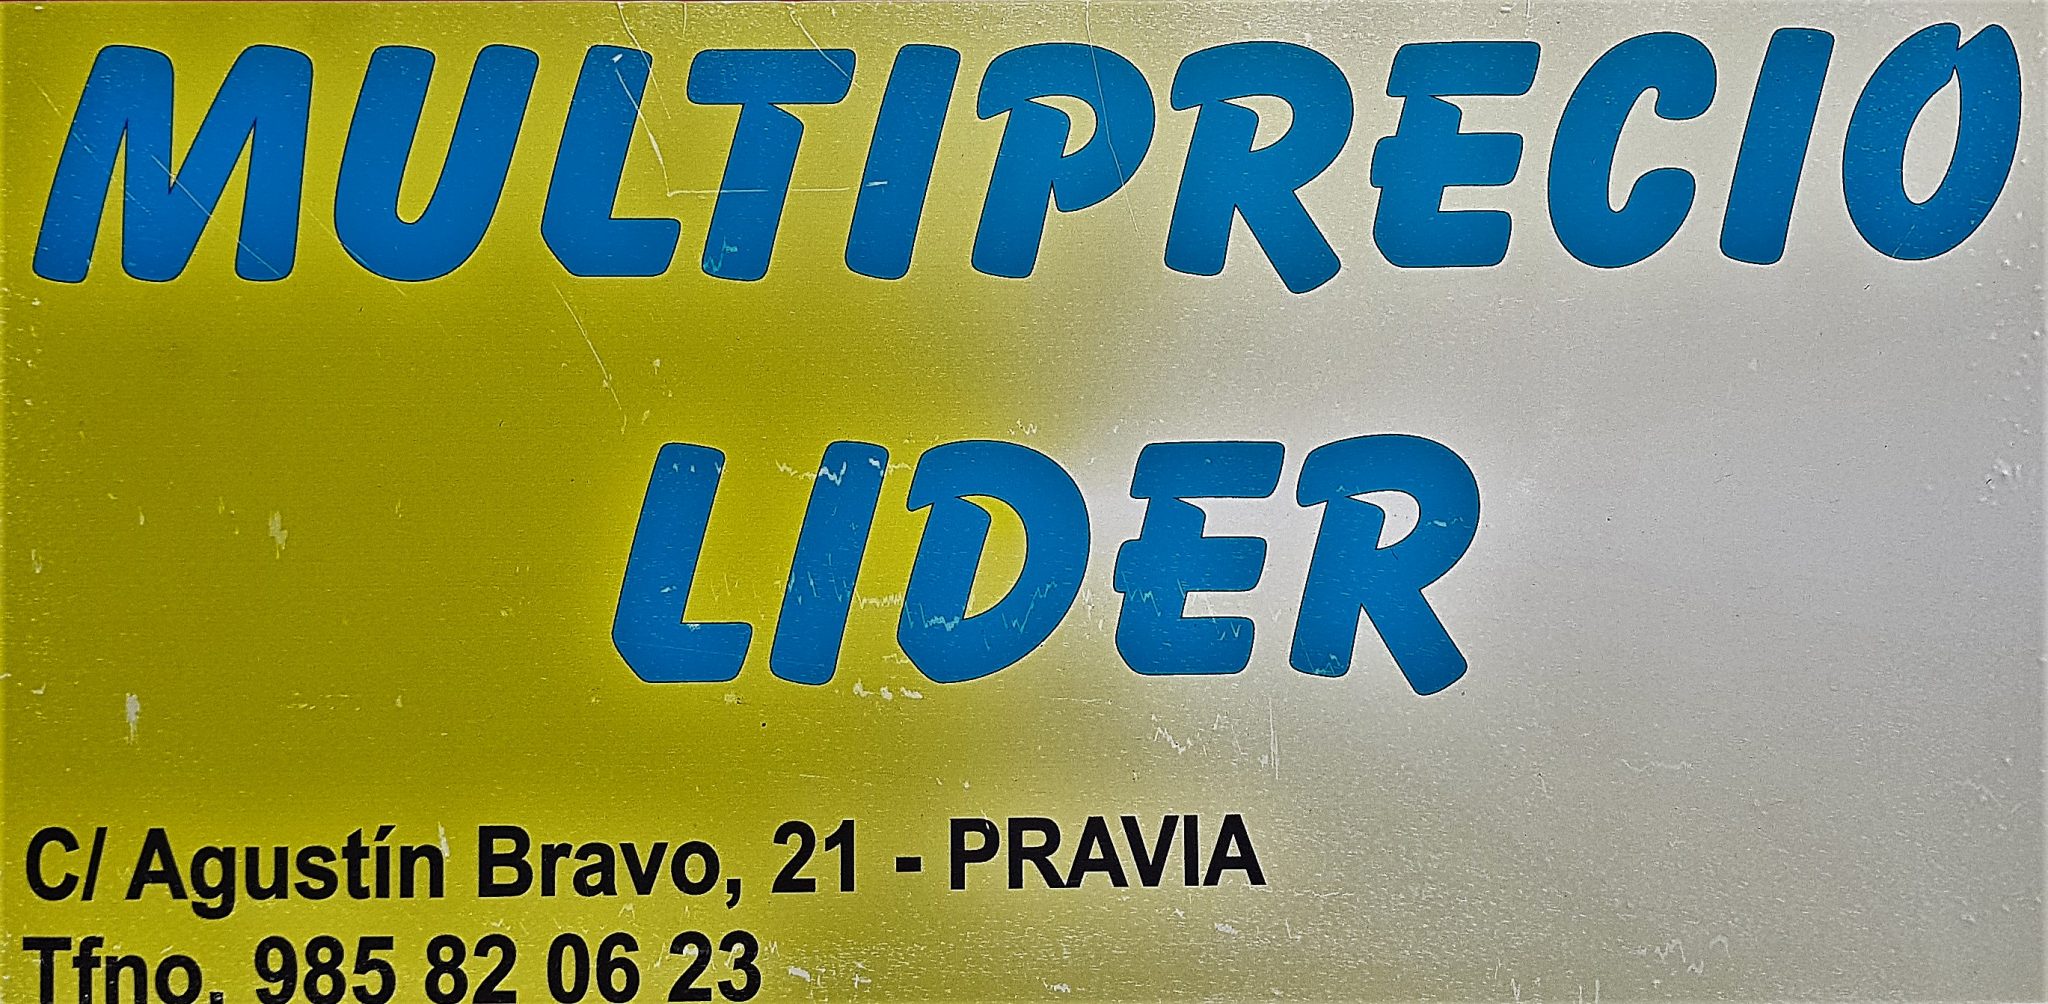 MULTIPRECIO
LIDER
C/ Agustín Bravo, 21 - PRAVIA
Tfno. 985 82 06 23